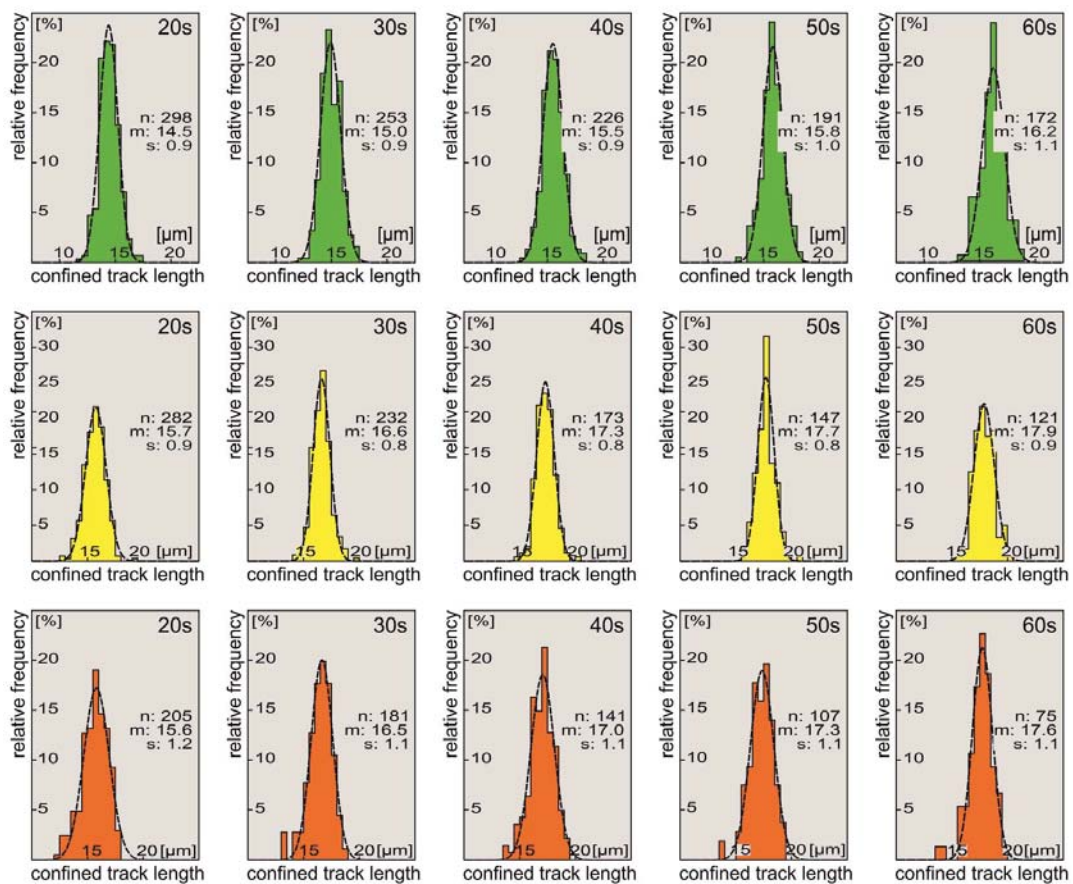 relative frequency
[%] 20s
20
15
10
5
n: 298
m: 14.5
s: 0.9
[µm]
10 15 20
confined track length
relative frequency
[%] 30s
20
15
10
5
n: 253
m: 15.0
s: 0.9
[µm]
10 15 20
confined track length
relative frequency
[%] 40s
20
15
10
5
n: 226
m: 15.5
s: 0.9
[µm]
10 15 20
confined track length
relative frequency
[%] 50s
20
15
10
5
n: 191
m: 15.8
s: 1.0
[µm]
10 15 20
confined track length
relative frequency
[%] 60s
20
15
10
5
n: 172
m: 16.2
s: 1.1
[µm]
10 15 20
confined track length
relative frequency
[%] 20s
30
25
20
15
10
5
n: 282
m: 15.7
s: 0.9
15 20 [µm]
confined track length
relative frequency
[%] 30s
30
25
20
15
10
5
n: 232
m: 16.6
s: 0.8
15 20 [µm]
confined track length
relative frequency
[%] 40s
30
25
20
15
10
5
n: 173
m: 17.3
s: 0.8
15 20 [µm]
confined track length
relative frequency
[%] 50s
30
25
20
15
10
5
n: 147
m: 17.7
s: 0.8
15 20 [µm]
confined track length
relative frequency
[%] 60s
30
25
20
15
10
5
n: 121
m: 17.9
s: 0.9
15 20 [µm]
confined track length
relative frequency
[%] 20s
20
15
10
5
n: 205
m: 15.6
s: 1.2
15 20 [µm]
confined track length
relative frequency
[%] 30s
20
15
10
5
n: 181
m: 16.5
s: 1.1
15 20 [µm]
confined track length
relative frequency
[%] 40s
20
15
10
5
n: 141
m: 17.0
s: 1.1
15 20 [µm]
confined track length
relative frequency
[%] 50s
20
15
10
5
n: 107
m: 17.3
s: 1.1
15 20 [µm]
confined track length
relative frequency
[%] 60s
20
15
10
5
n: 75
m: 17.6
s: 1.1
15 20 [µm]
confined track length